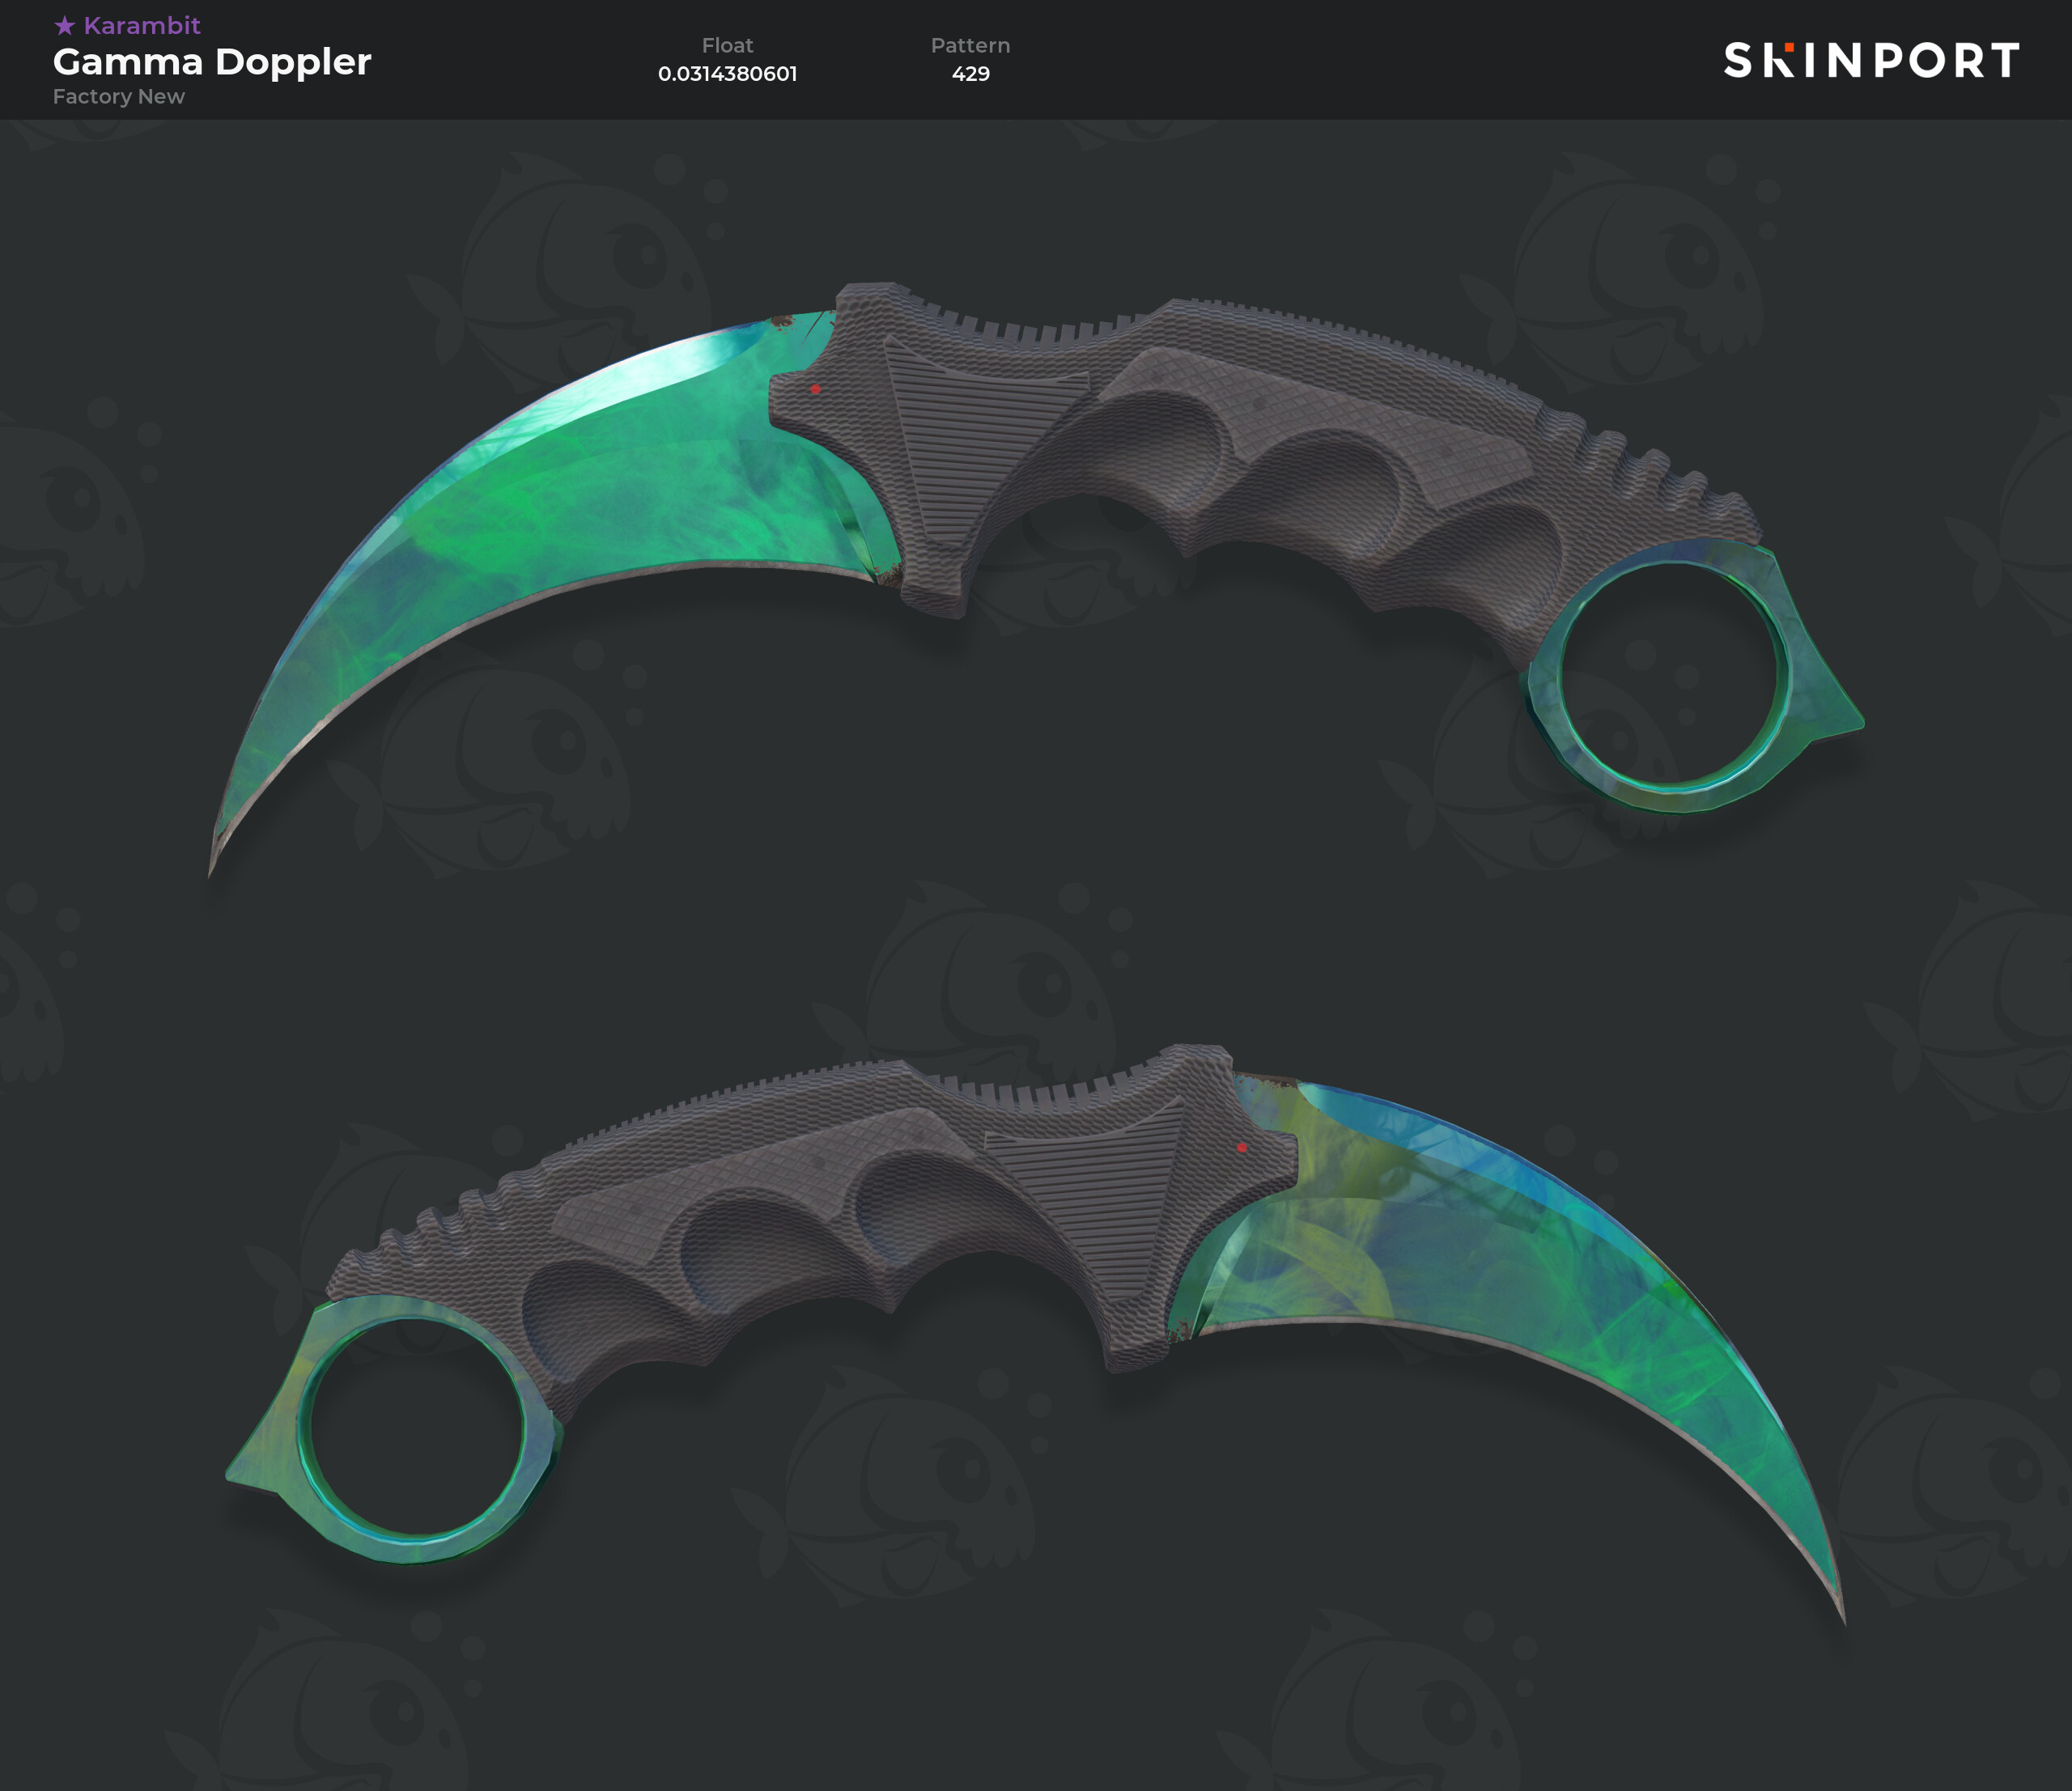 ★ Karambit
Gamma Doppler
Factory New
Float
0.0314380601
Pattern
429
SKINPORT